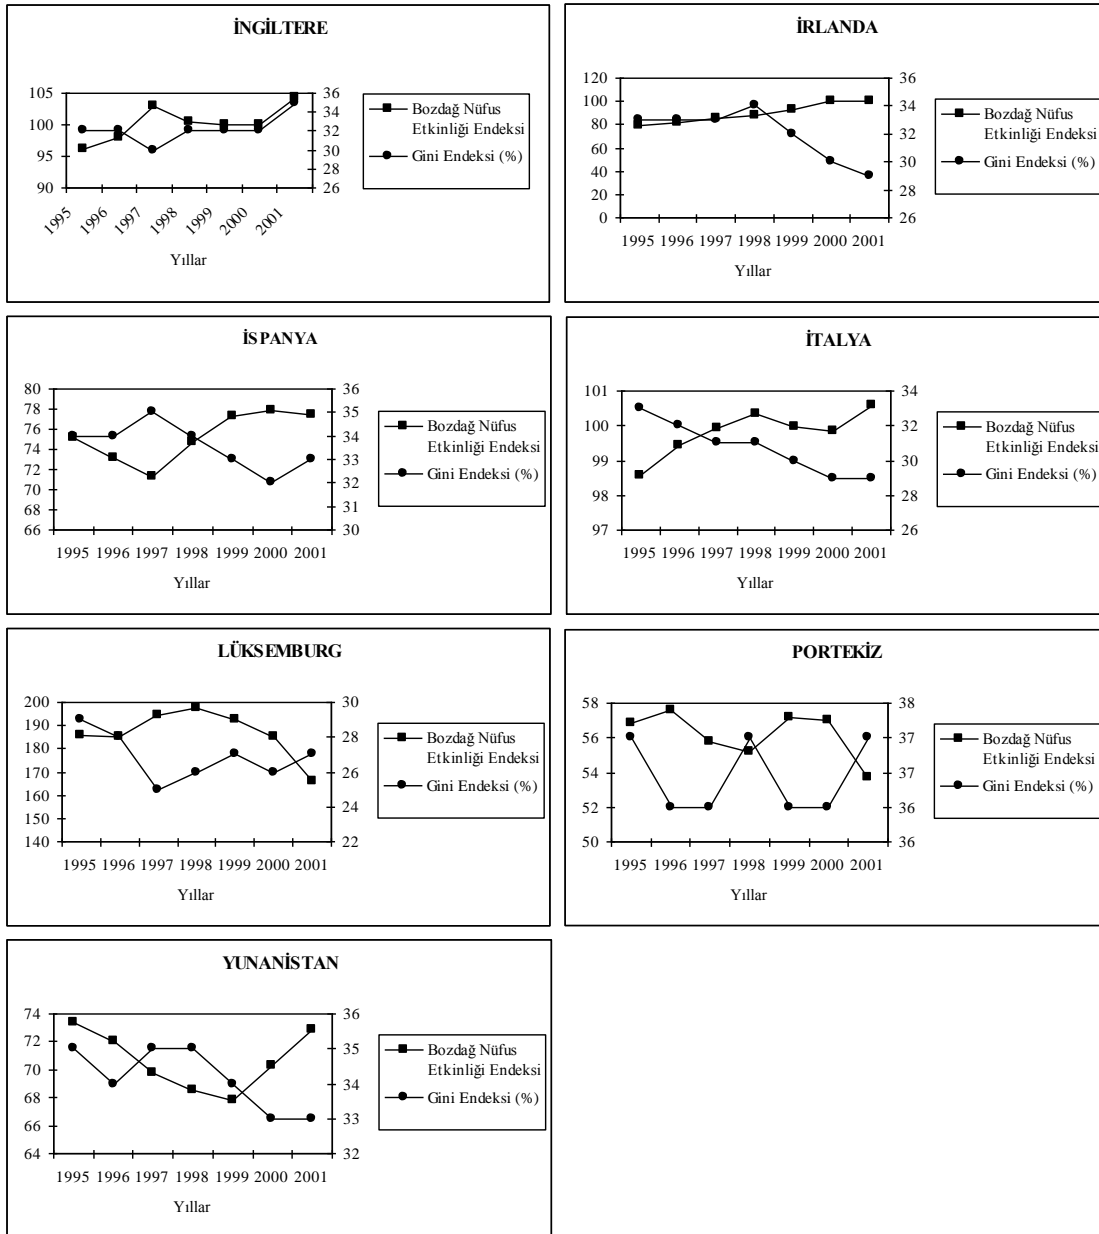 İNGİLTERE
105
100
95
90
36
34
32
30
28
26
1995
1996
1997
1998
1999
2000
2001
Yıllar
Bozdağ Nüfus
Etkinliği Endeksi
Gini Endeksi (%)
İRLANDA
120
100
80
60
40
20
0
36
34
32
30
28
26
1995 1996 1997 1998 1999 2000 2001
Yıllar
Bozdağ Nüfus
Etkinliği Endeksi
Gini Endeksi (%)
İSPANYA
80
78
76
74
72
70
68
66
36
35
34
33
32
31
30
1995 1996 1997 1998 1999 2000 2001
Yıllar
Bozdağ Nüfus
Etkinliği Endeksi
Gini Endeksi (%)
İTALYA
101
100
99
98
97
34
32
30
28
26
1995 1996 1997 1998 1999 2000 2001
Yıllar
Bozdağ Nüfus
Etkinliği Endeksi
Gini Endeksi (%)
LÜKSEMBURG
200
190
180
170
160
150
140
30
28
26
24
22
1995 1996 1997 1998 1999 2000 2001
Yıllar
Bozdağ Nüfus
Etkinliği Endeksi
Gini Endeksi (%)
PORTEKİZ
58
56
54
52
50
38
37
37
36
36
1995 1996 1997 1998 1999 2000 2001
Yıllar
Bozdağ Nüfus
Etkinliği Endeksi
Gini Endeksi (%)
YUNANİSTAN
74
72
70
68
66
64
36
35
34
33
32
1995 1996 1997 1998 1999 2000 2001
Yıllar
Bozdağ Nüfus
Etkinliği Endeksi
Gini Endeksi (%)